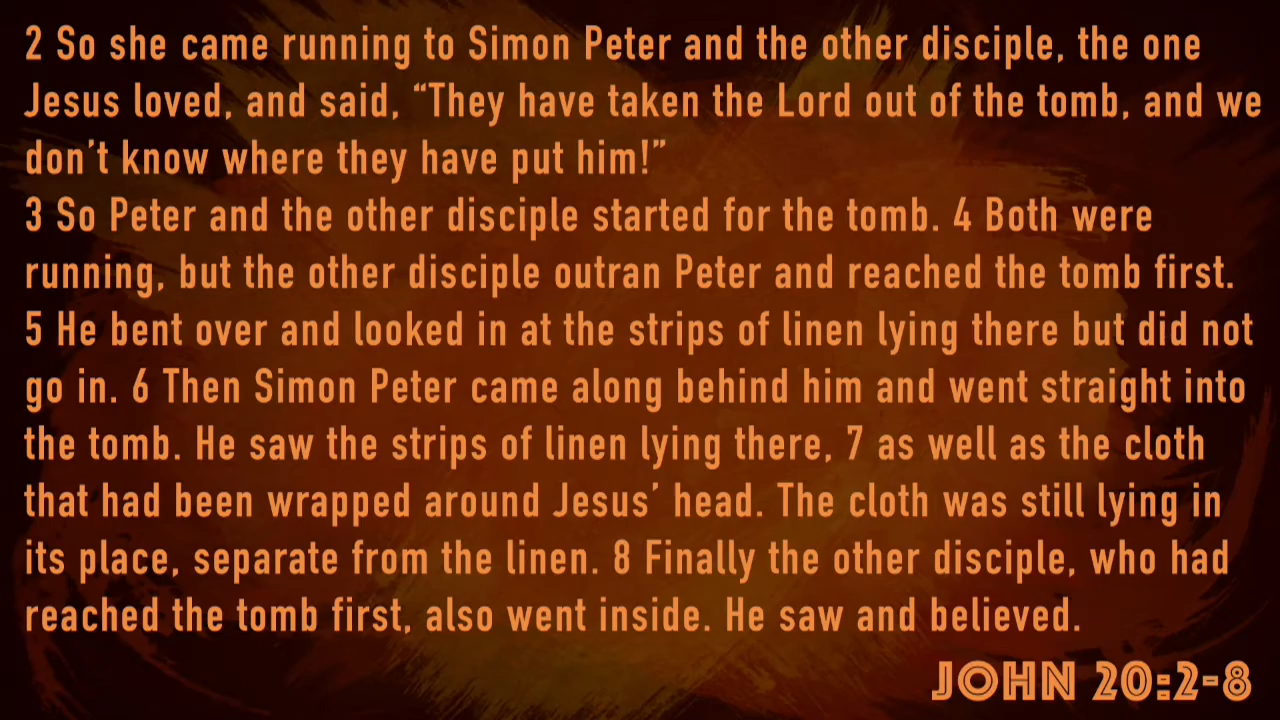 2 So she came running to Simon Peter and the other disciple, the one
Jesus loved, and said, “They have taken the Lord out of the tomb, and we
don’t know where they have put him!”
3 So Peter and the other disciple started for the tomb. 4 Both were
running, but the other disciple outran Peter and reached the tomb first.
5 He bent over and looked in at the strips of linen lying there but did not
go in. 6 Then Simon Peter came along behind him and went straight into
the tomb. He saw the strips of linen lying there, 7 as well as the cloth
that had been wrapped around Jesus’ head. The cloth was still lying in
its place, separate from the linen. 8 Finally the other disciple, who had
reached the tomb first, also went inside. He saw and believed.
JOHN 20:2-8